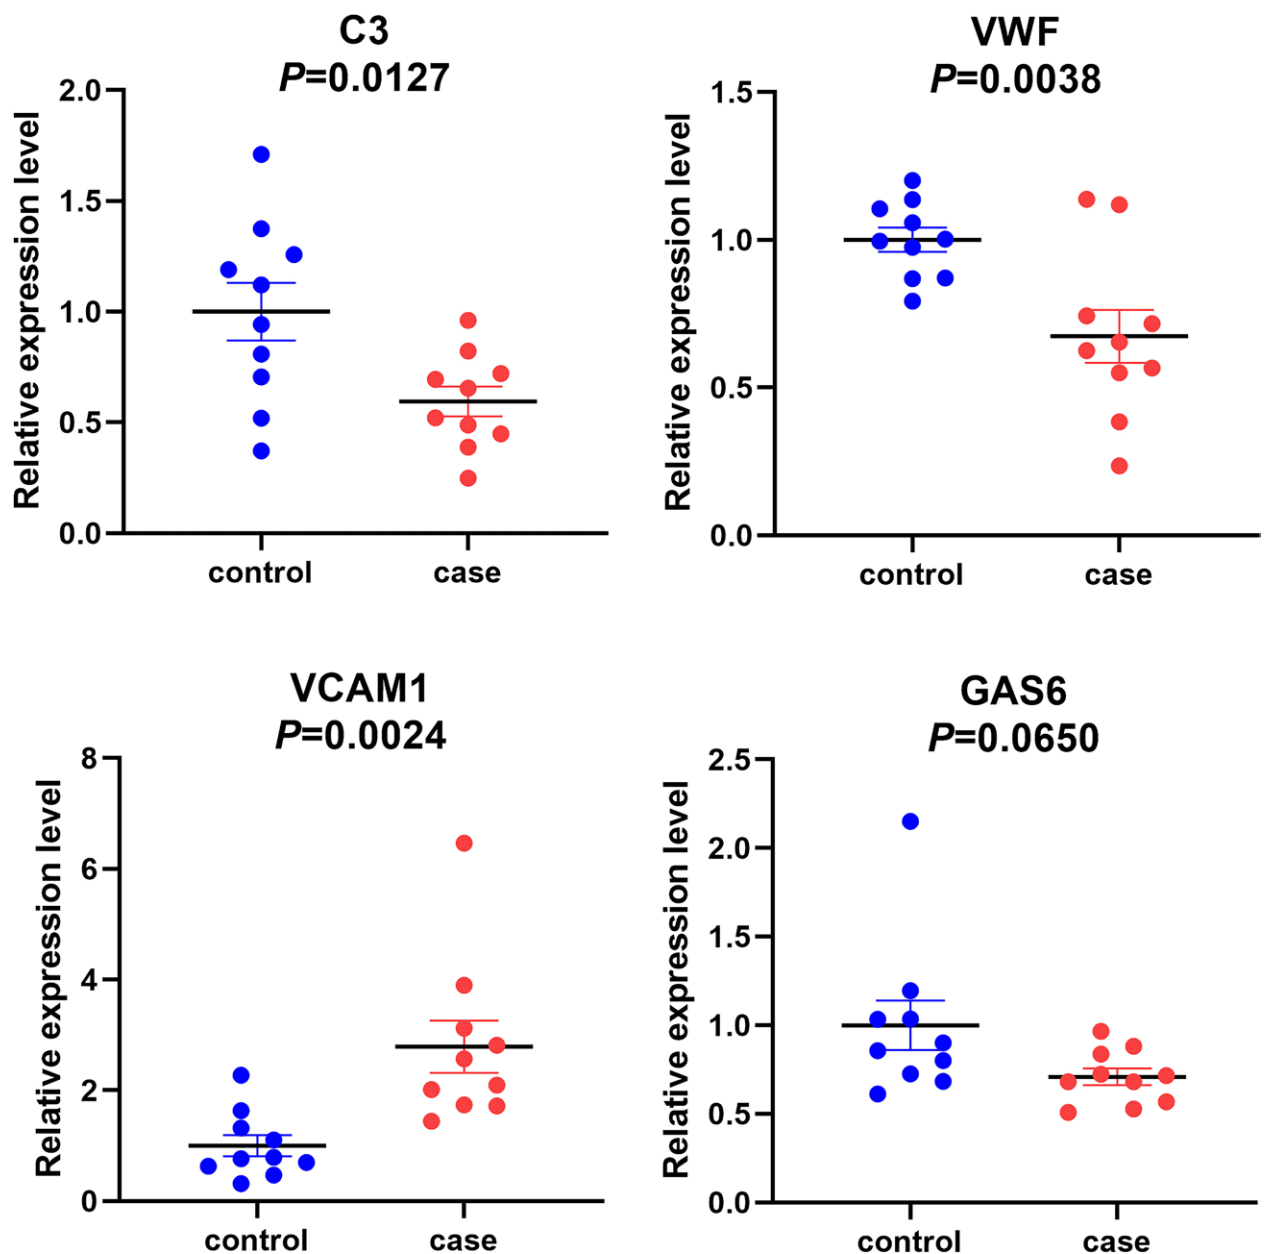 C3
P=0.0127
Relative expression level
2.0
1.5
1.0
0.5
0.0
control
case
VWF
P=0.0038
Relative expression level
1.5
1.0
0.5
0.0
control
case
VCAM1
P=0.0024
Relative expression level
8
6
4
2
0
control
case
GAS6
P=0.0650
Relative expression level
2.5
2.0
1.5
1.0
0.5
0.0
control
case